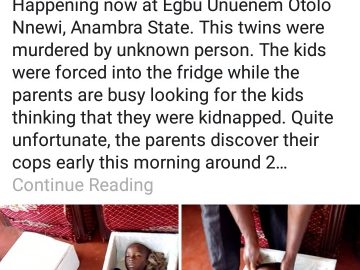 Happening now at Egbu Unuenem Otolo
Nnewi, Anambra State. This twins were
murdered by unknown person. The kids
were forced into the fridge while the
parents are busy looking for the kids
thinking that they were kidnapped. Quite
unfortunate, the parents discover their
cops early this morning around 2...
Continue Reading